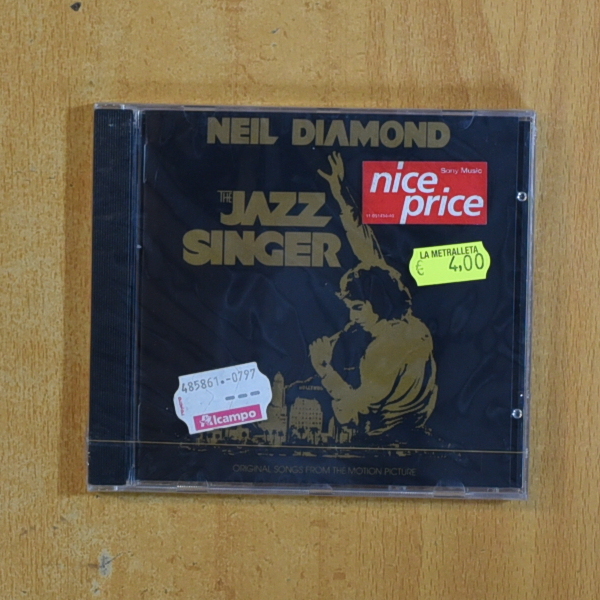 NEIL DIAMOND
THE
JAZZ
SINGER
Sony Music
nice
price
LA METRALLETA
€ 4,00
485861.-0797
Alcampo
ORIGINAL SONGS FROM THE MOTION PICTURE